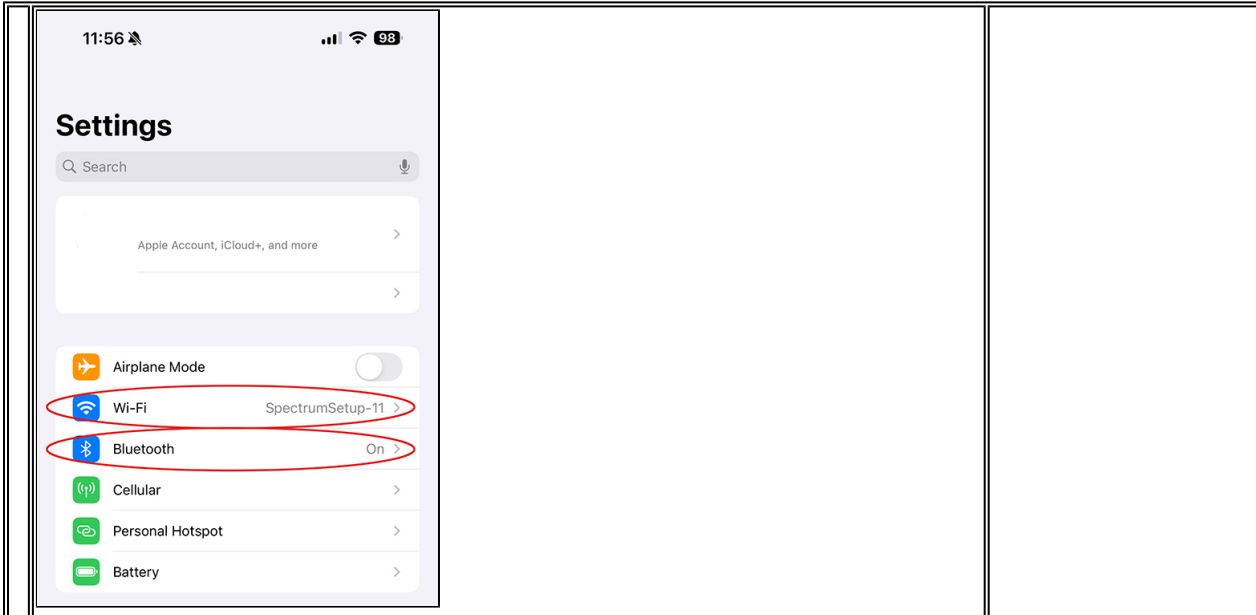 11:56 98
Settings
Search
Apple Account, iCloud+, and more
Airplane Mode
Wi-Fi SpectrumSetup-11
Bluetooth On
Cellular
Personal Hotspot
Battery